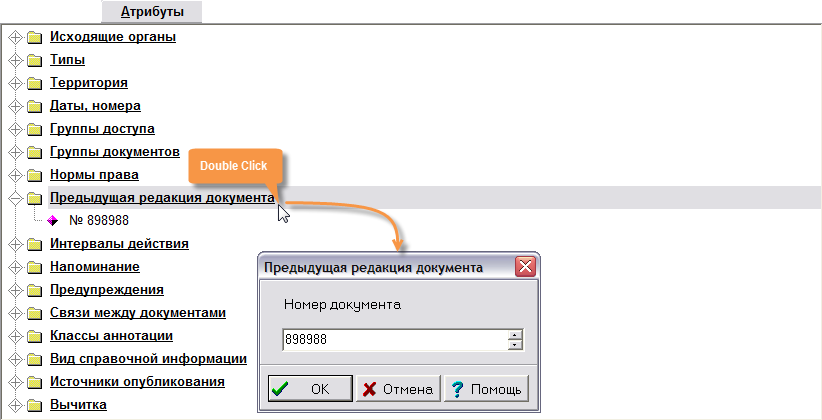 Атрибуты
Исходящие органы
Типы
Территория
Даты, номера
Группы доступа
Группы документов
Double Click
Нормы права
Предыдущая редакция документа
№ 898988
Интервалы действия
Напоминание
Предупреждения
Связи между документами
Классы аннотации
Вид справочной информации
Источники опубликования
Вычитка
Предыдущая редакция документа
Номер документа
898988
OK Отмена ? Помощь